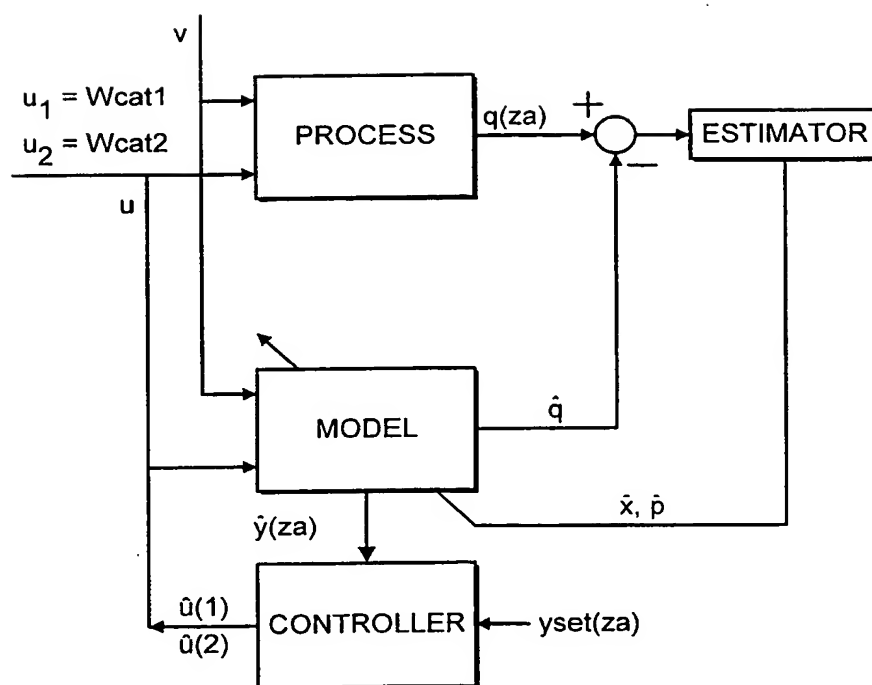 v
u1 = Wcat1
u2 = Wcat2
u
PROCESS
q(za)
+
−
ESTIMATOR
MODEL
q̂
x̂, p̂
ŷ(za)
û(1)
û(2)
CONTROLLER
yset(za)